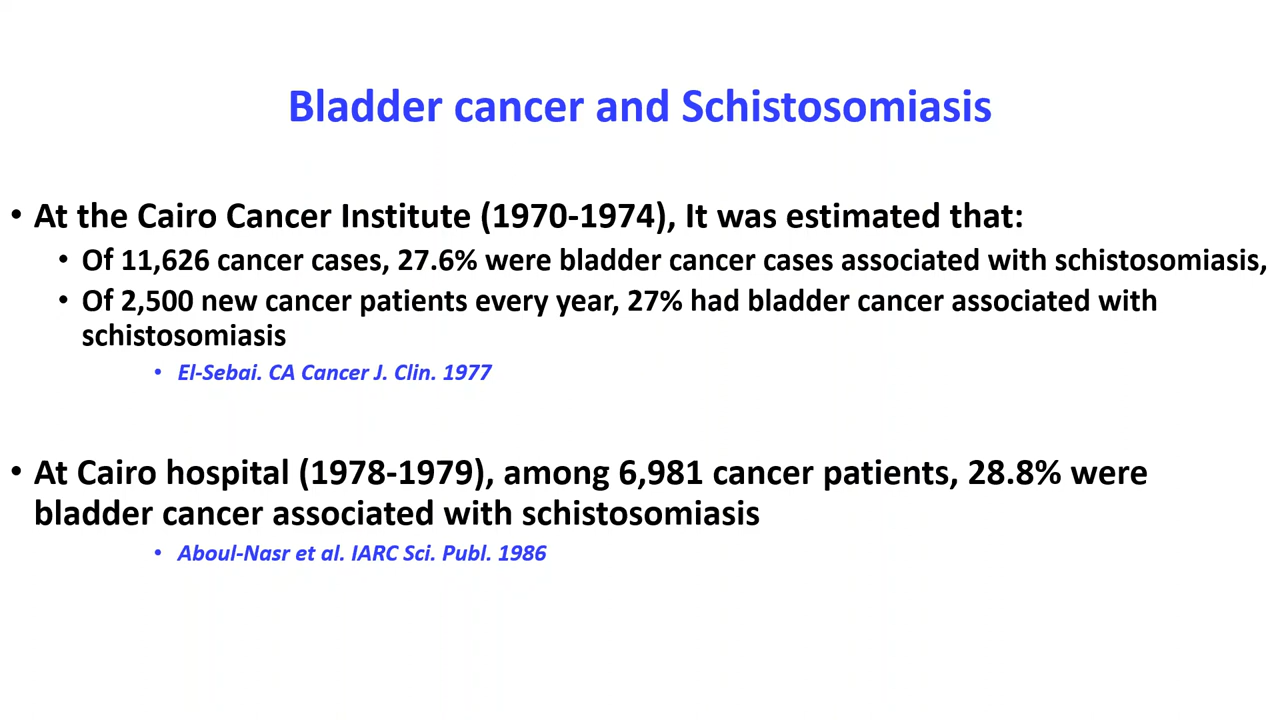 Bladder cancer and Schistosomiasis
• At the Cairo Cancer Institute (1970-1974), It was estimated that:
• Of 11,626 cancer cases, 27.6% were bladder cancer cases associated with schistosomiasis,
• Of 2,500 new cancer patients every year, 27% had bladder cancer associated with
schistosomiasis
• El-Sebai. CA Cancer J. Clin. 1977
• At Cairo hospital (1978-1979), among 6,981 cancer patients, 28.8% were
bladder cancer associated with schistosomiasis
• Aboul-Nasr et al. IARC Sci. Publ. 1986